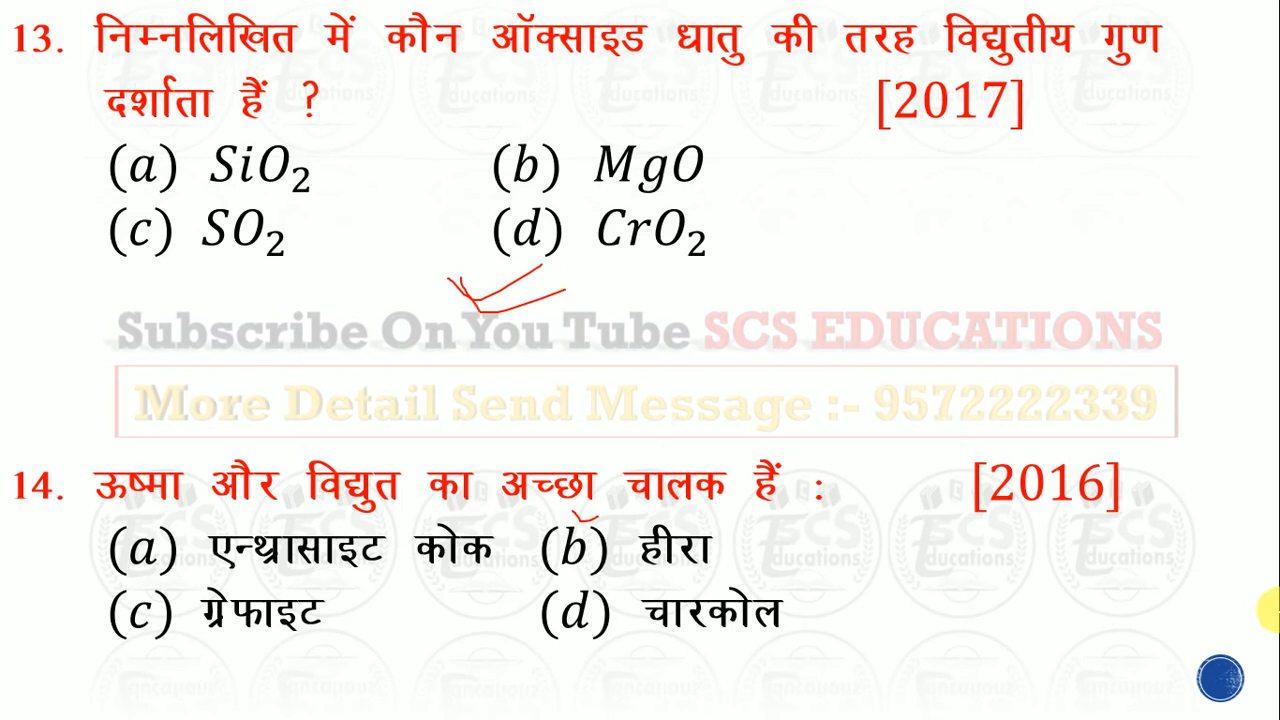 13. निम्नलिखित में कौन ऑक्साइड धातु की तरह विद्युतीय गुण
दर्शाता हैं ? [2017]
(a) SiO₂ (b) MgO
(c) SO₂ (d) CrO₂
Subscribe On You Tube SCS EDUCATIONS
More Detail Send Message :- 9572222339
14. ऊष्मा और विद्युत का अच्छा चालक हैं : [2016]
(a) एन्थ्रासाइट कोक (b) हीरा
(c) ग्रेफाइट (d) चारकोल